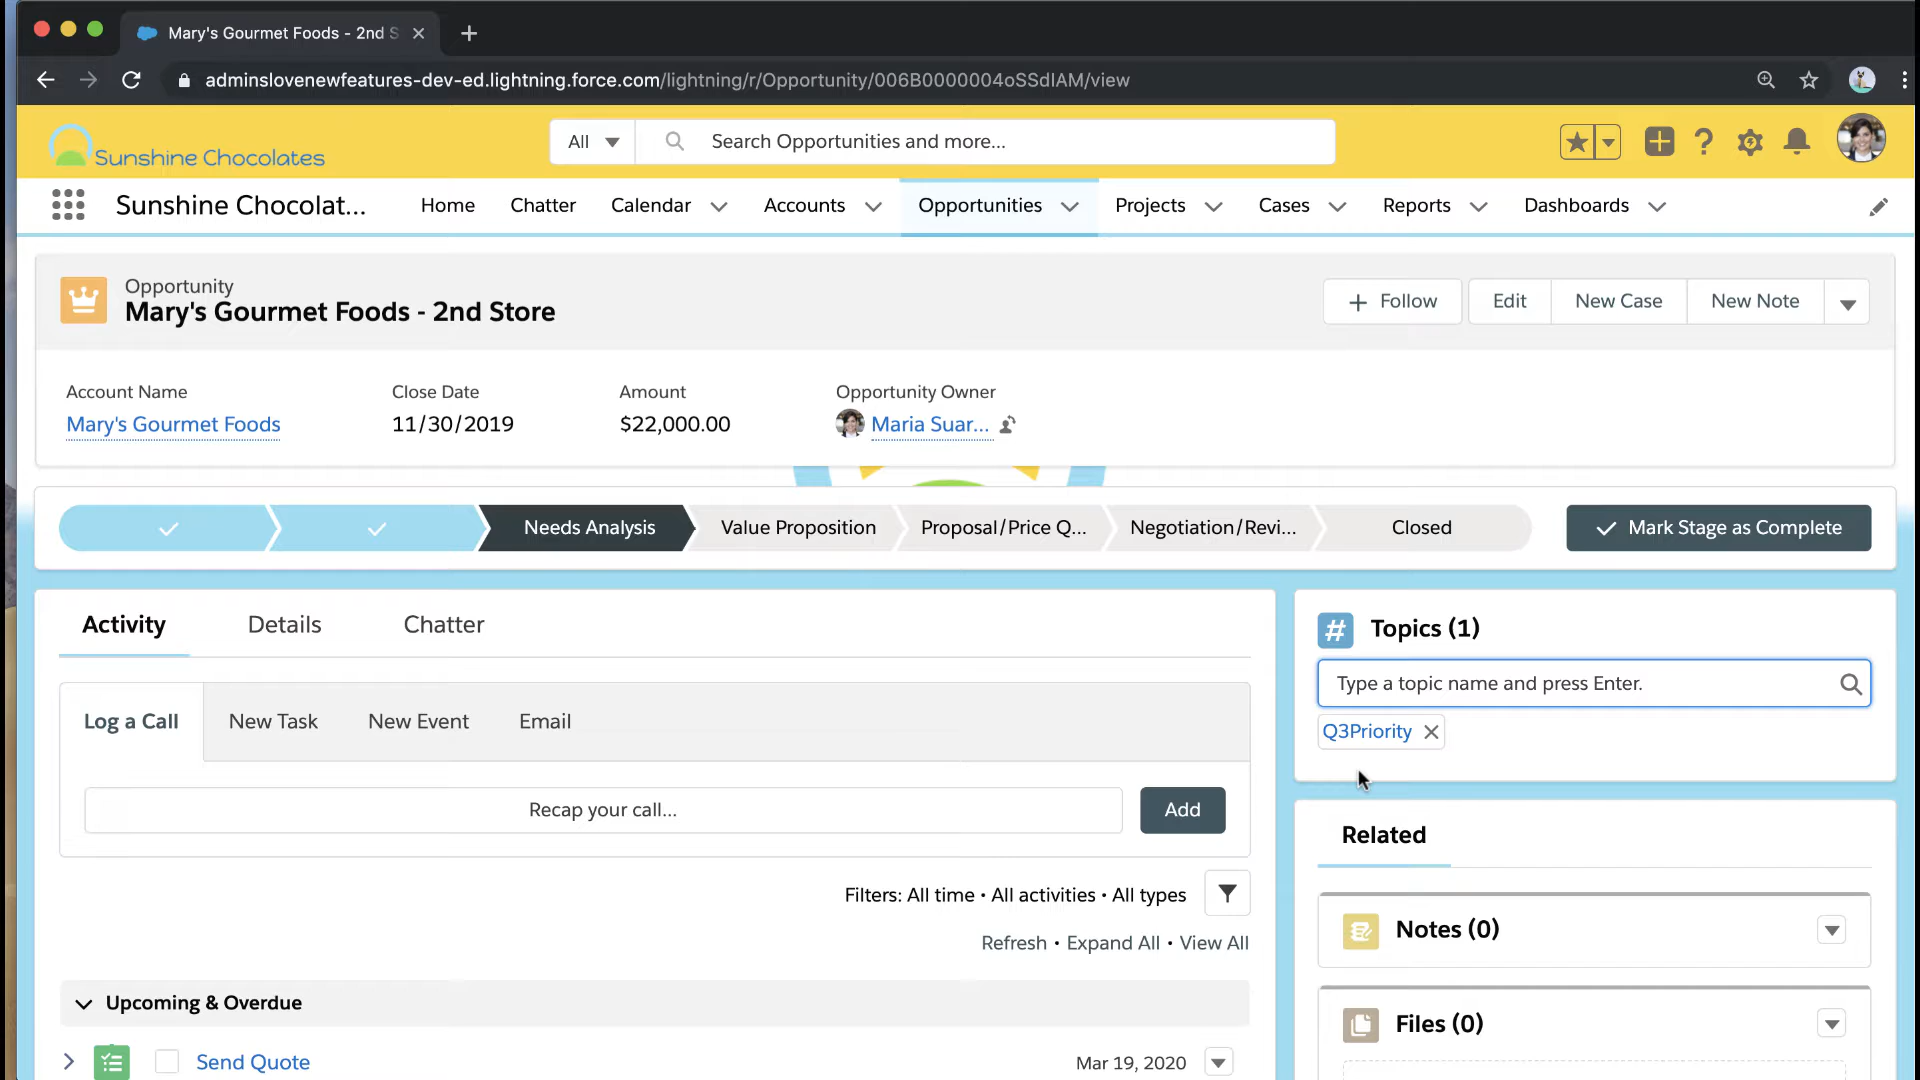 Mary's Gourmet Foods - 2nd S
adminslovenewfeatures-dev-ed.lightning.force.com/lightning/r/Opportunity/006B0000004oSSdIAM/view
Sunshine Chocolates
All
Search Opportunities and more...
Sunshine Chocolat...
Home
Chatter
Calendar
Accounts
Opportunities
Projects
Cases
Reports
Dashboards
Opportunity
Mary's Gourmet Foods - 2nd Store
Follow
Edit
New Case
New Note
Account Name
Close Date
Amount
Opportunity Owner
Mary's Gourmet Foods
11/30/2019
$22,000.00
Maria Suar...
Needs Analysis
Value Proposition
Proposal/Price Q...
Negotiation/Revi...
Closed
Mark Stage as Complete
Activity
Details
Chatter
Log a Call
New Task
New Event
Email
Recap your call...
Add
Filters: All time • All activities • All types
Refresh • Expand All • View All
Upcoming & Overdue
Send Quote
Mar 19, 2020
# Topics (1)
Type a topic name and press Enter.
Q3Priority
Related
Notes (0)
Files (0)